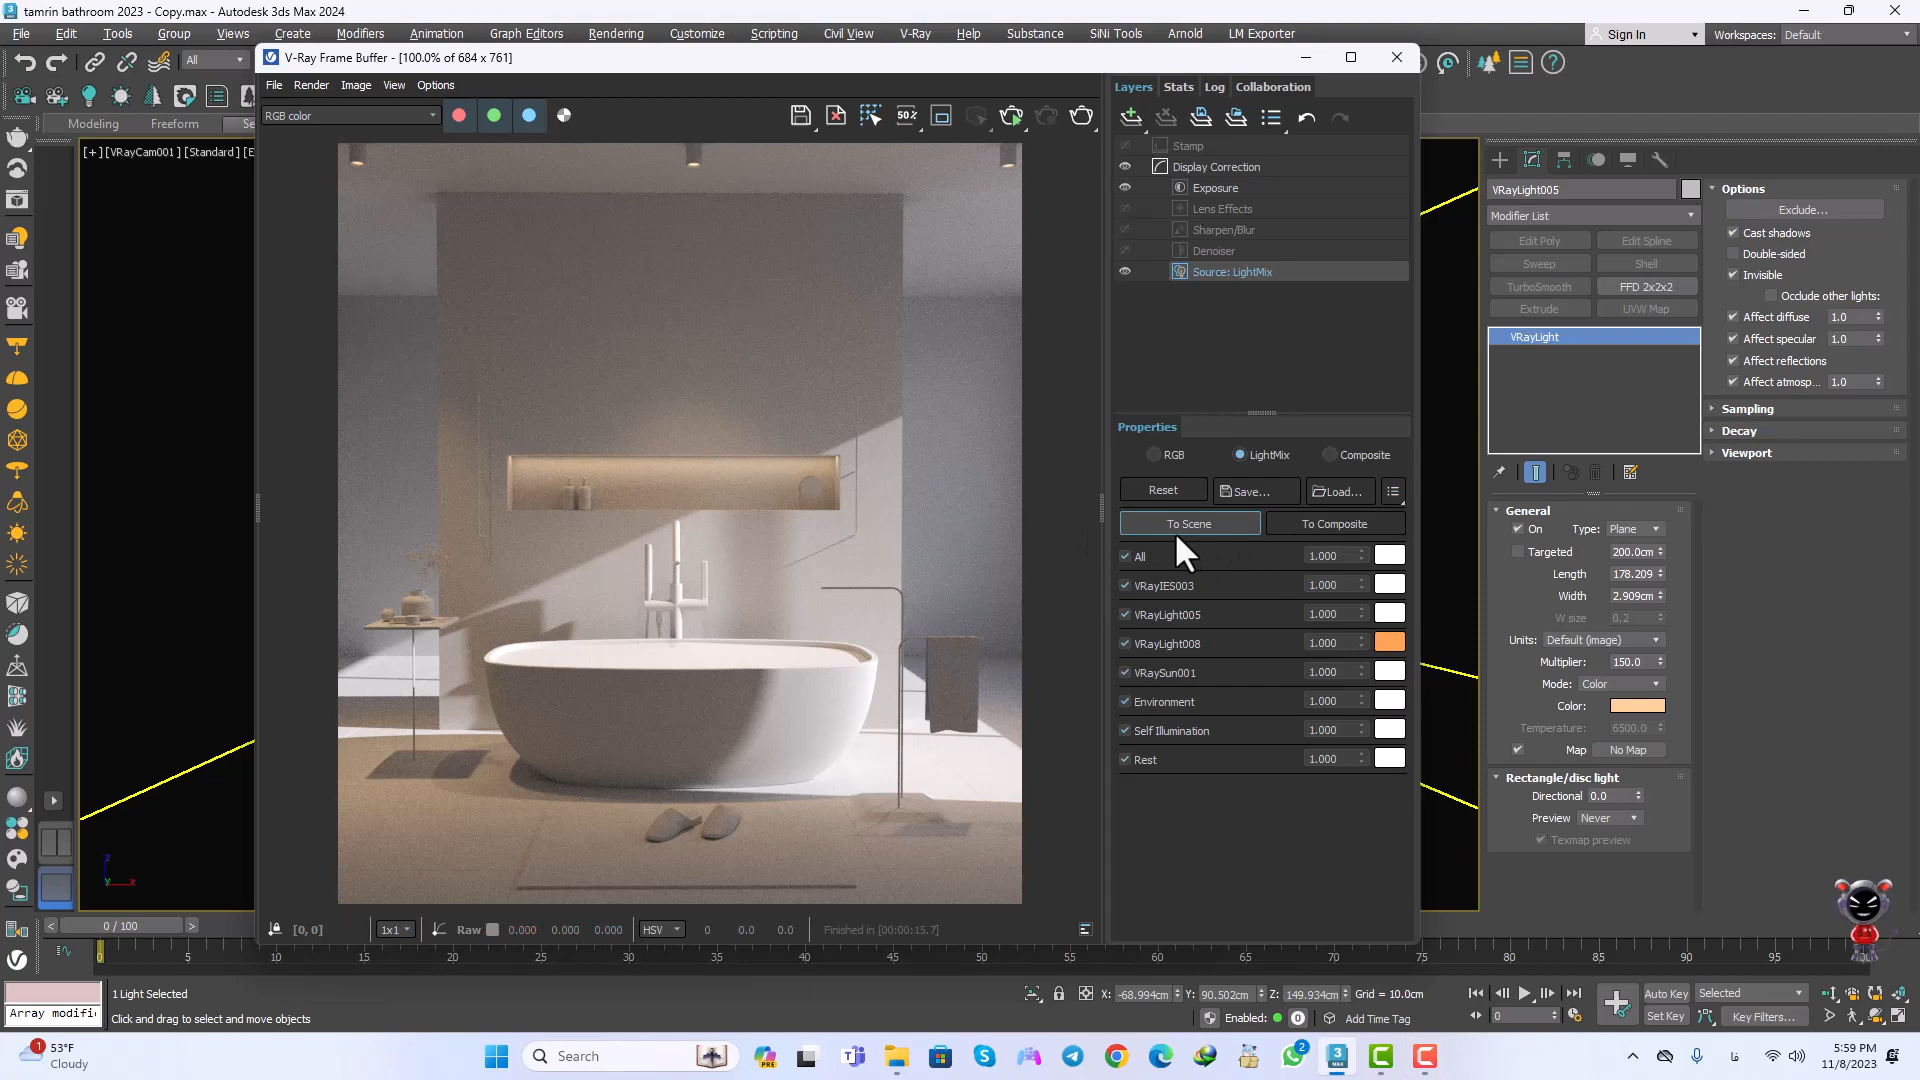 tamrin bathroom 2023 - Copy.max - Autodesk 3ds Max 2024
File Edit Tools Group Views Create Modifiers Animation Graph Editors Rendering Customize Scripting Civil View V-Ray Help Substance SiNi Tools Arnold LM Exporter
Sign In
Workspaces: Default
All
V-Ray Frame Buffer - [100.0% of 684 x 761]
File Render Image View Options
RGB color
50%
Modeling Freeform Se
[+][VRayCam001][Standard][E
Layers Stats Log Collaboration
Stamp
Display Correction
Exposure
Lens Effects
Sharpen/Blur
Denoiser
Source: LightMix
Properties
RGB LightMix Composite
Reset Save... Load...
To Scene To Composite
All 1.000
VRayIES003 1.000
VRayLight005 1.000
VRayLight008 1.000
VRaySun001 1.000
Environment 1.000
Self Illumination 1.000
Rest 1.000
[0, 0] 1x1 Raw 0.000 0.000 0.000 HSV 0 0.0 0.0 Finished in [00:00:15.7]
VRayLight005
Modifier List
Edit Poly Edit Spline
Sweep Shell
TurboSmooth FFD 2x2x2
Extrude UVW Map
VRayLight
General
On Type: Plane
Targeted 200.0cm
Length 178.209
Width 2.909cm
W size 0.2
Units: Default (image)
Multiplier: 150.0
Mode: Color
Color:
Temperature: 6500.0
Map No Map
Rectangle/disc light
Directional 0.0
Preview Never
Texmap preview
Options
Exclude...
Cast shadows
Double-sided
Invisible
Occlude other lights:
Affect diffuse 1.0
Affect specular 1.0
Affect reflections
Affect atmosp... 1.0
Sampling
Decay
Viewport
z
y x
< 0 / 100 >
0 5 10 15 20 25 30 35 40 45 50 55 60 65 70 75 80 85 90 95 100
1 Light Selected
Click and drag to select and move objects
Array modifi
X: -68.994cm Y: 90.502cm Z: 149.934cm Grid = 10.0cm
Enabled: 0 Add Time Tag
0
Auto Key Selected
Set Key Key Filters...
1
53°F
Cloudy
Search
PRE
2
3
MAX
فا
5:59 PM
11/8/2023